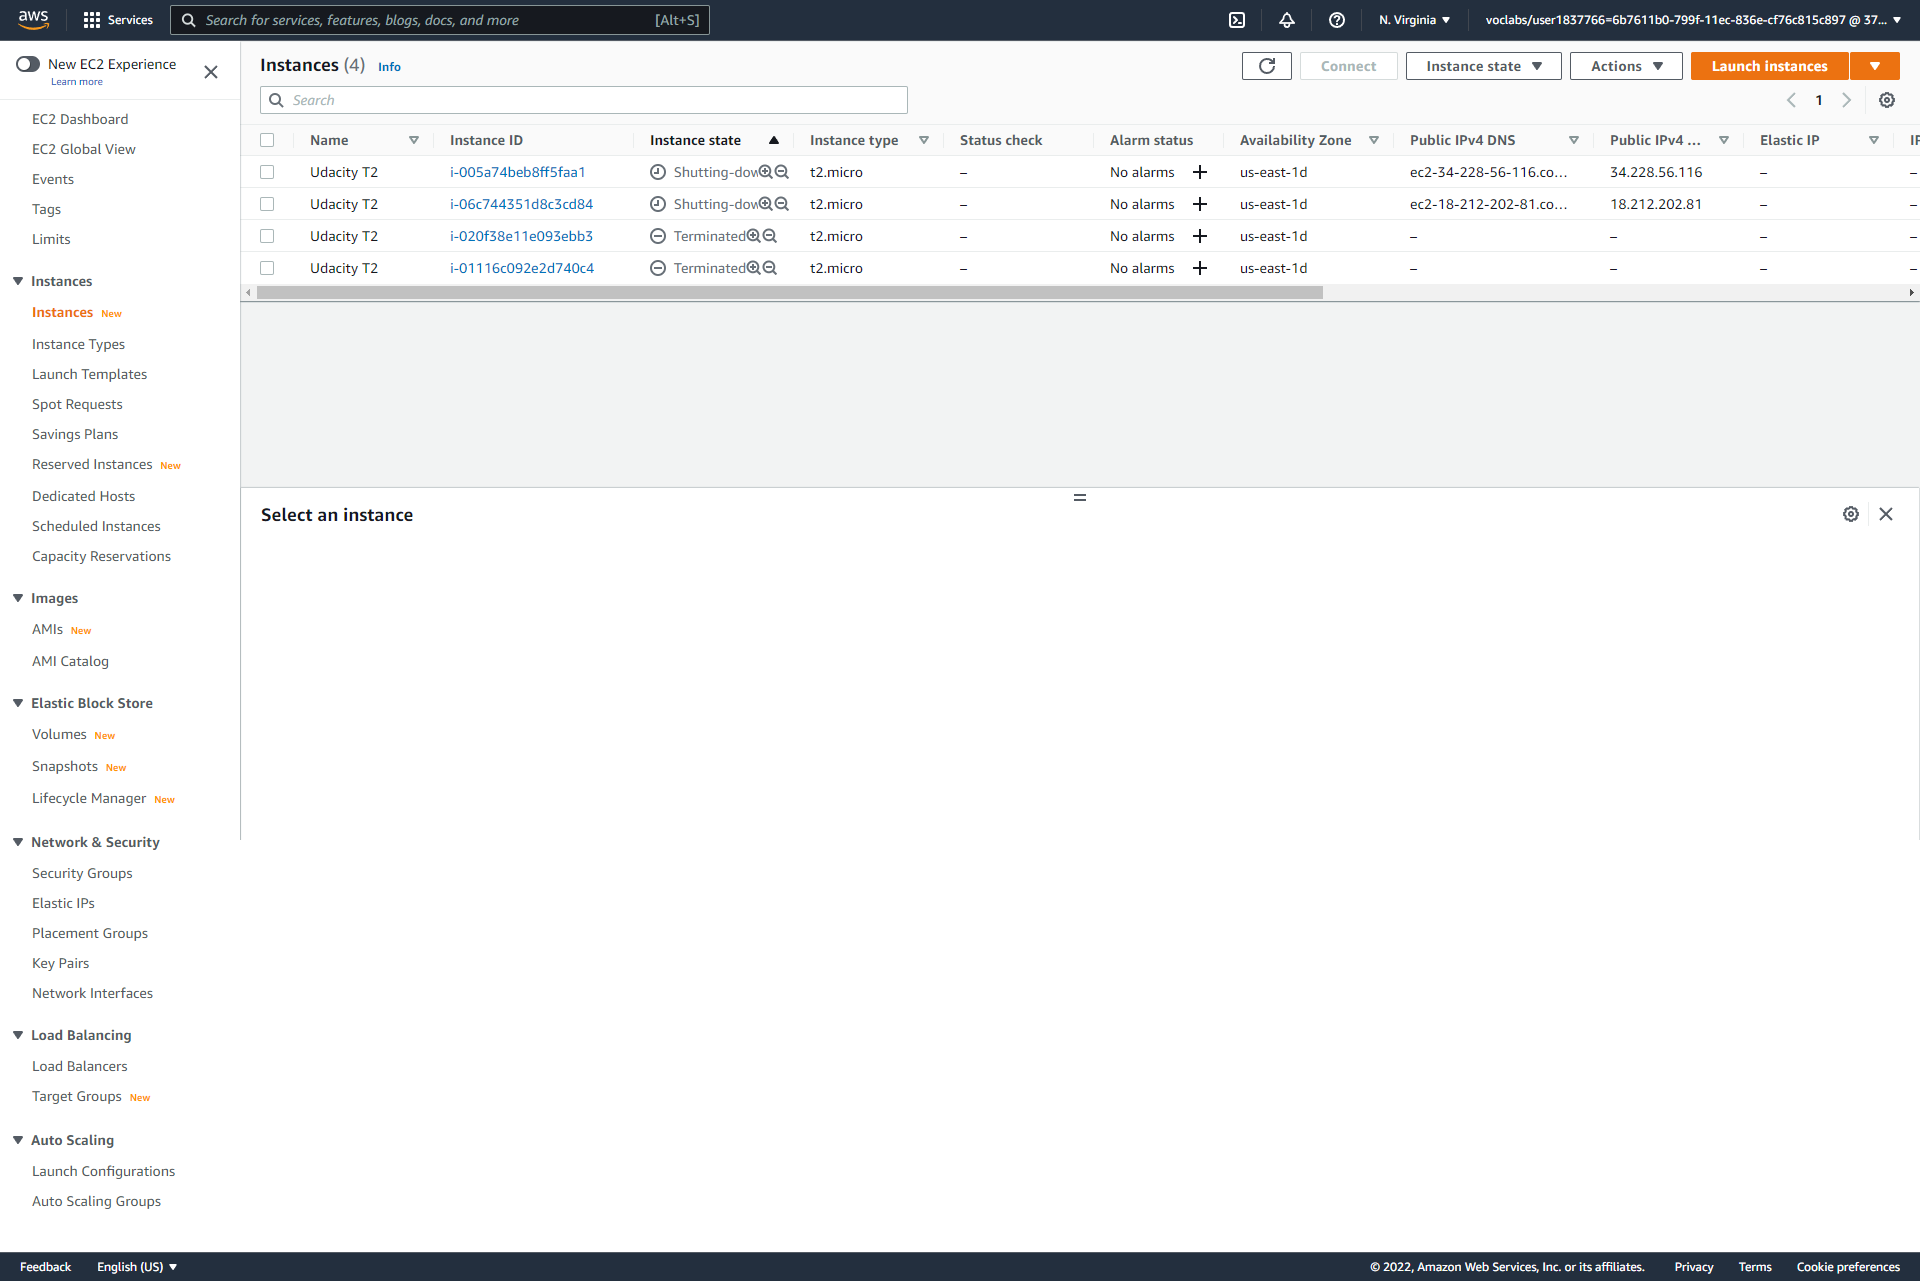 aws Services Search for services, features, blogs, docs, and more [Alt+S] N. Virginia ▼ voclabs/user1837766=6b7611b0-799f-11ec-836e-cf76c815c897 @ 37... ▼
New EC2 Experience
Learn more
EC2 Dashboard
EC2 Global View
Events
Tags
Limits
Instances
Instances New
Instance Types
Launch Templates
Spot Requests
Savings Plans
Reserved Instances New
Dedicated Hosts
Scheduled Instances
Capacity Reservations
Images
AMIs New
AMI Catalog
Elastic Block Store
Volumes New
Snapshots New
Lifecycle Manager New
Network & Security
Security Groups
Elastic IPs
Placement Groups
Key Pairs
Network Interfaces
Load Balancing
Load Balancers
Target Groups New
Auto Scaling
Launch Configurations
Auto Scaling Groups
Instances (4) Info Connect Instance state ▼ Actions ▼ Launch instances ▼
Search 1
Name Instance ID Instance state Instance type Status check Alarm status Availability Zone Public IPv4 DNS Public IPv4 ... Elastic IP IP
Udacity T2 i-005a74beb8ff5faa1 Shutting-dow t2.micro – No alarms + us-east-1d ec2-34-228-56-116.co... 34.228.56.116 – –
Udacity T2 i-06c744351d8c3cd84 Shutting-dow t2.micro – No alarms + us-east-1d ec2-18-212-202-81.co... 18.212.202.81 – –
Udacity T2 i-020f38e11e093ebb3 Terminated t2.micro – No alarms + us-east-1d – – – –
Udacity T2 i-01116c092e2d740c4 Terminated t2.micro – No alarms + us-east-1d – – – –
Select an instance
Feedback English (US) ▼ © 2022, Amazon Web Services, Inc. or its affiliates. Privacy Terms Cookie preferences